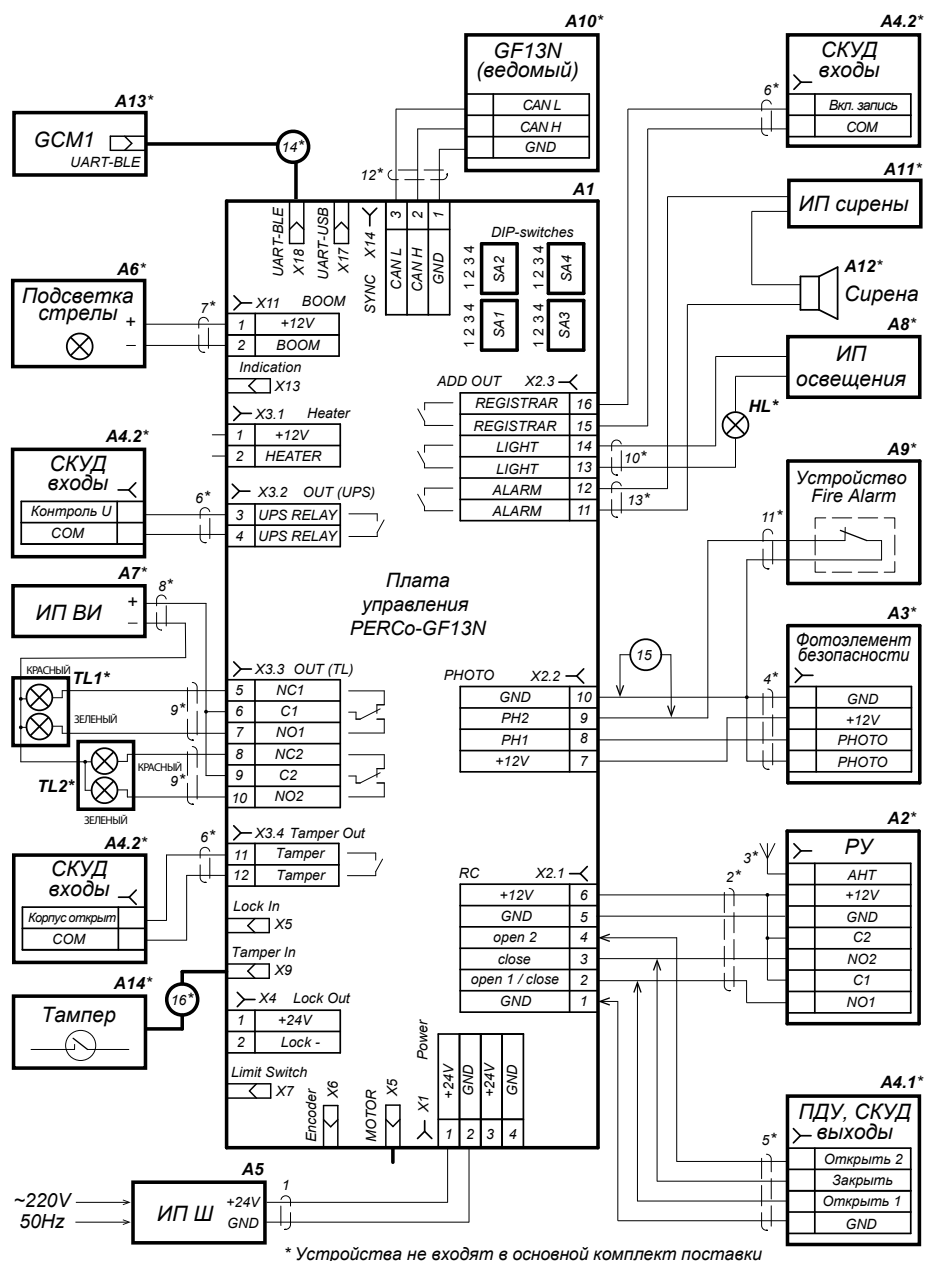 A10*
GF13N
(ведомый)
CAN L
CAN H
GND
A4.2*
СКУД
входы
Вкл. запись
COM
6*
A13*
GCM1
UART-BLE
14*
12*
A1
A11*
ИП сирены
UART-BLE
X18
UART-USB
X17
SYNC X14
3 2 1
CAN L
CAN H
GND
DIP-switches
1 2 3 4
SA2
1 2 3 4
SA4
1 2 3 4
SA1
1 2 3 4
SA3
A12*
Сирена
A6*
Подсветка
стрелы
+
–
7*
X11 BOOM
1 +12V
2 BOOM
Indication
X13
A8*
ИП
освещения
HL*
ADD OUT X2.3
REGISTRAR 16
REGISTRAR 15
LIGHT 14
LIGHT 13
ALARM 12
ALARM 11
10*
13*
X3.1 Heater
1 +12V
2 HEATER
A4.2*
СКУД
входы
Контроль U
COM
6*
X3.2 OUT (UPS)
3 UPS RELAY
4 UPS RELAY
A9*
Устройство
Fire Alarm
11*
Плата
управления
PERCo-GF13N
A7*
ИП ВИ
+
–
8*
КРАСНЫЙ
TL1*
ЗЕЛЕНЫЙ
9*
X3.3 OUT (TL)
5 NC1
6 C1
7 NO1
8 NC2
9 C2
10 NO2
КРАСНЫЙ
TL2*
9*
ЗЕЛЕНЫЙ
15
PHOTO X2.2
GND 10
PH2 9
PH1 8
+12V 7
A3*
Фотоэлемент
безопасности
4*
GND
+12V
PHOTO
PHOTO
A4.2*
СКУД
входы
Корпус открыт
COM
6*
X3.4 Tamper Out
11 Tamper
12 Tamper
Lock In
X5
Tamper In
X9
A2*
РУ
3*
2*
АНТ
+12V
GND
C2
NO2
C1
NO1
RC X2.1
+12V 6
GND 5
open 2 4
close 3
open 1 / close 2
GND 1
A14*
Тампер
16*
X4 Lock Out
1 +24V
2 Lock -
Limit Switch
X7
Encoder
X6
MOTOR
X5
Power
X1
+24V
GND
+24V
GND
1 2 3 4
A4.1*
ПДУ, СКУД
выходы
5*
Открыть 2
Закрыть
Открыть 1
GND
A5
~220V
50Hz
ИП Ш
+24V
GND
1
* Устройства не входят в основной комплект поставки